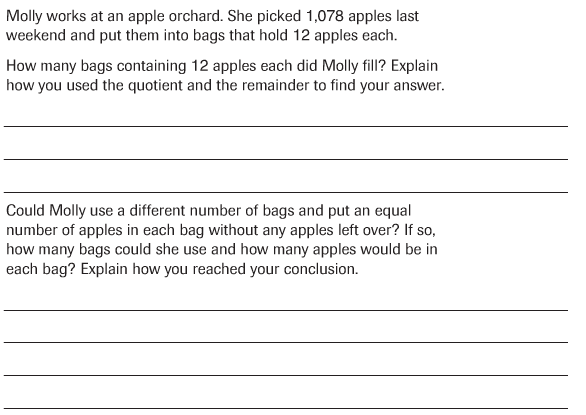 Molly works at an apple orchard. She picked 1,078 apples last
weekend and put them into bags that hold 12 apples each.
How many bags containing 12 apples each did Molly fill? Explain
how you used the quotient and the remainder to find your answer.
Could Molly use a different number of bags and put an equal
number of apples in each bag without any apples left over? If so,
how many bags could she use and how many apples would be in
each bag? Explain how you reached your conclusion.